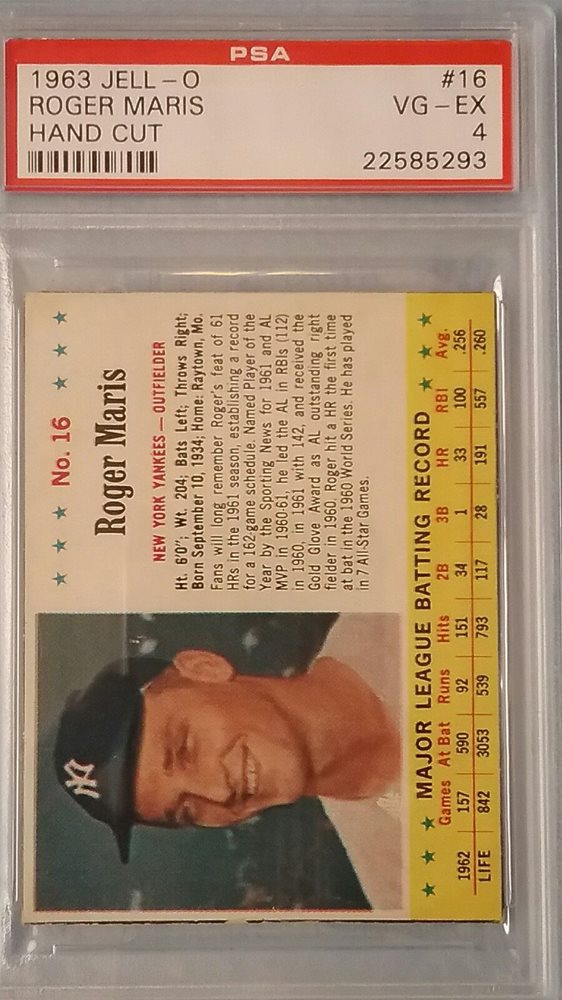 PSA
1963 JELL-O #16
ROGER MARIS VG-EX
HAND CUT 4
22585293
★ ★ ★ No. 16 ★ ★ ★
Roger Maris
NEW YORK YANKEES — OUTFIELDER
Ht. 6'0"; Wt. 204; Bats Left; Throws Right;
Born September 10, 1934; Home: Raytown, Mo.
Fans will long remember Roger's feat of 61
HRs in the 1961 season, establishing a record
for a 162-game schedule. Named Player of the
Year by the Sporting News for 1961 and AL
MVP in 1960-61, he led the AL in RBIs (112)
in 1960, in 1961 with 142, and received the
Gold Glove Award as AL outstanding right
fielder in 1960. Roger hit a HR the first time
at bat in the 1960 World Series. He has played
in 7 All-Star Games.
NY
★ ★ ★ MAJOR LEAGUE BATTING RECORD ★ ★ ★
Games At Bat Runs Hits 2B 3B HR RBI Avg.
1962 157 590 92 151 34 1 33 100 .256
LIFE 842 3053 539 793 117 28 191 557 .260